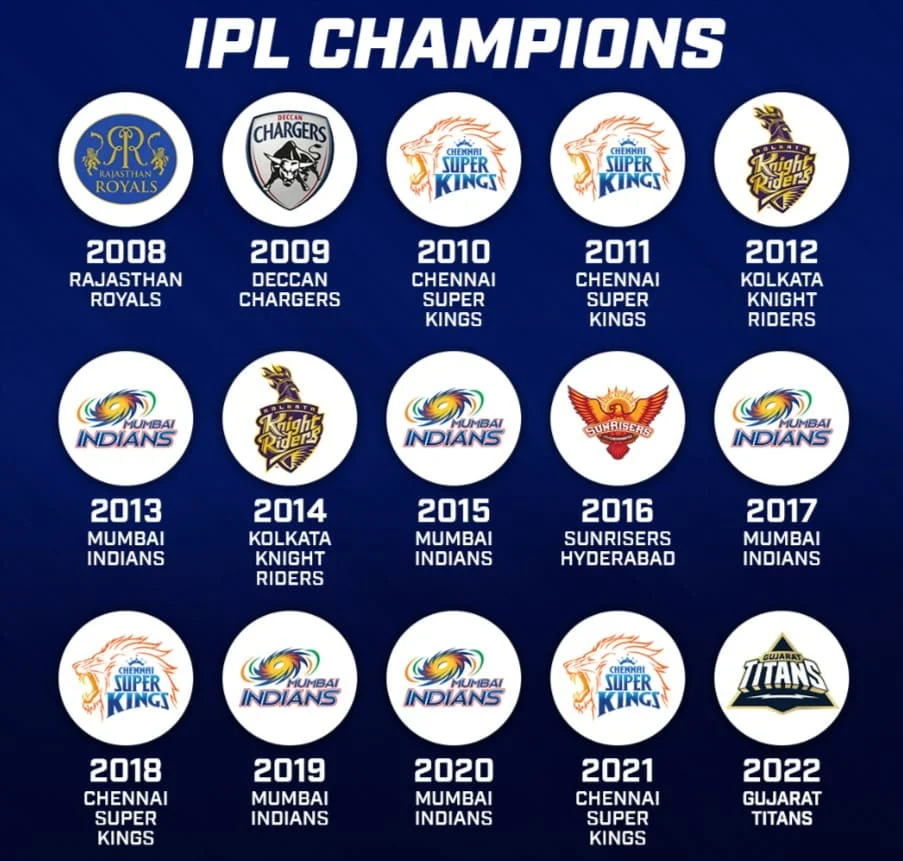 IPL CHAMPIONS
RAJASTHAN
ROYALS
DECCAN
CHARGERS
CHENNAI
SUPER
KINGS
CHENNAI
SUPER
KINGS
KOLKATA
Knight
Riders
2008
RAJASTHAN
ROYALS
2009
DECCAN
CHARGERS
2010
CHENNAI
SUPER
KINGS
2011
CHENNAI
SUPER
KINGS
2012
KOLKATA
KNIGHT
RIDERS
MUMBAI
INDIANS
KOLKATA
Knight
Riders
MUMBAI
INDIANS
SUNRISERS
MUMBAI
INDIANS
2013
MUMBAI
INDIANS
2014
KOLKATA
KNIGHT
RIDERS
2015
MUMBAI
INDIANS
2016
SUNRISERS
HYDERABAD
2017
MUMBAI
INDIANS
CHENNAI
SUPER
KINGS
MUMBAI
INDIANS
MUMBAI
INDIANS
CHENNAI
SUPER
KINGS
GUJARAT
TITANS
2018
CHENNAI
SUPER
KINGS
2019
MUMBAI
INDIANS
2020
MUMBAI
INDIANS
2021
CHENNAI
SUPER
KINGS
2022
GUJARAT
TITANS